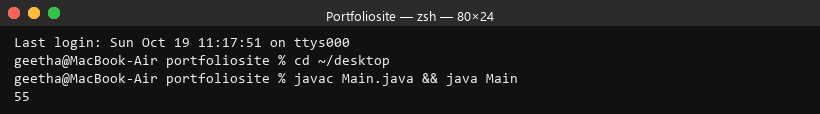 Portfoliosite — zsh — 80×24
Last login: Sun Oct 19 11:17:51 on ttys000
geetha@MacBook-Air portfoliosite % cd ~/desktop
geetha@MacBook-Air portfoliosite % javac Main.java && java Main
55